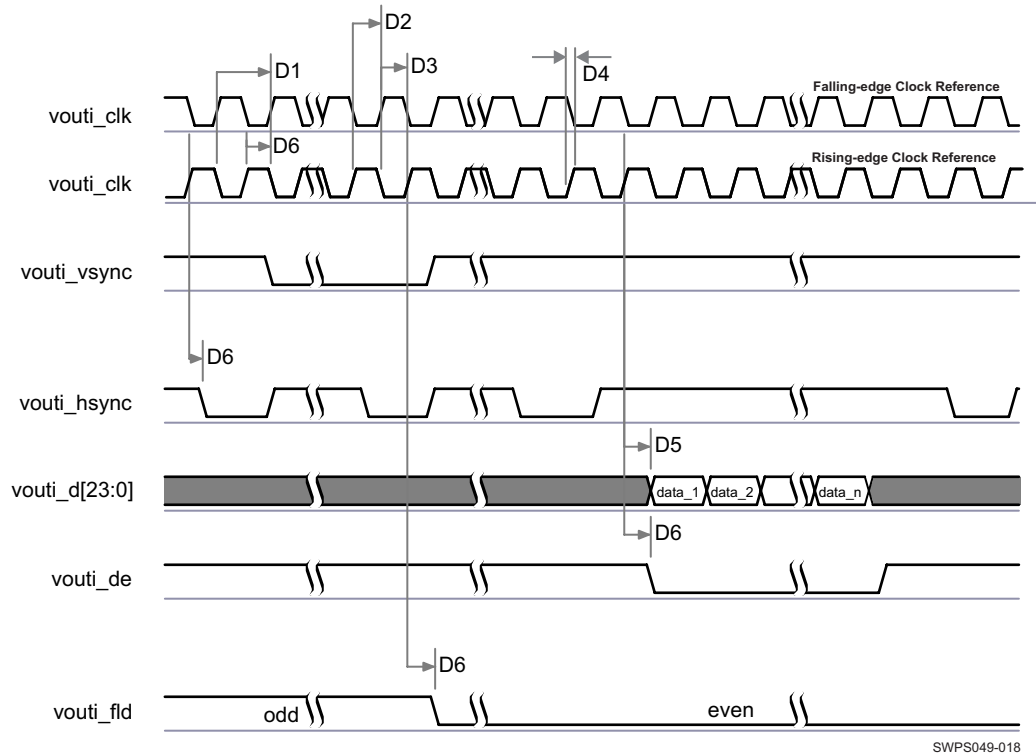 D2
D1
D3
D4
Falling-edge Clock Reference
vouti_clk
D6
Rising-edge Clock Reference
vouti_clk
vouti_vsync
D6
vouti_hsync
D5
vouti_d[23:0]
data_1 data_2 data_n
D6
vouti_de
D6
vouti_fld
odd even
SWPS049-018